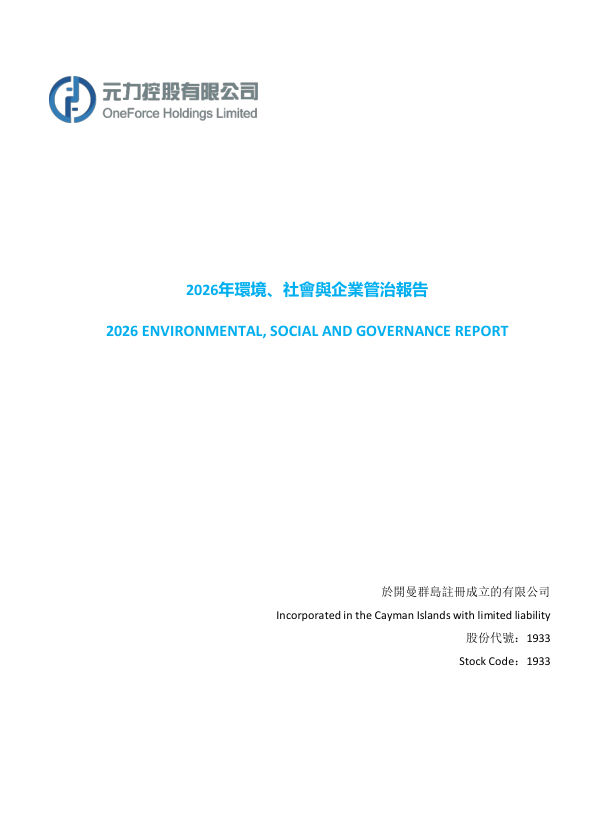 元力控股有限公司
OneForce Holdings Limited
2026年環境、社會與企業管治報告
2026 ENVIRONMENTAL, SOCIAL AND GOVERNANCE REPORT
於開曼群島註冊成立的有限公司
Incorporated in the Cayman Islands with limited liability
股份代號：1933
Stock Code：1933